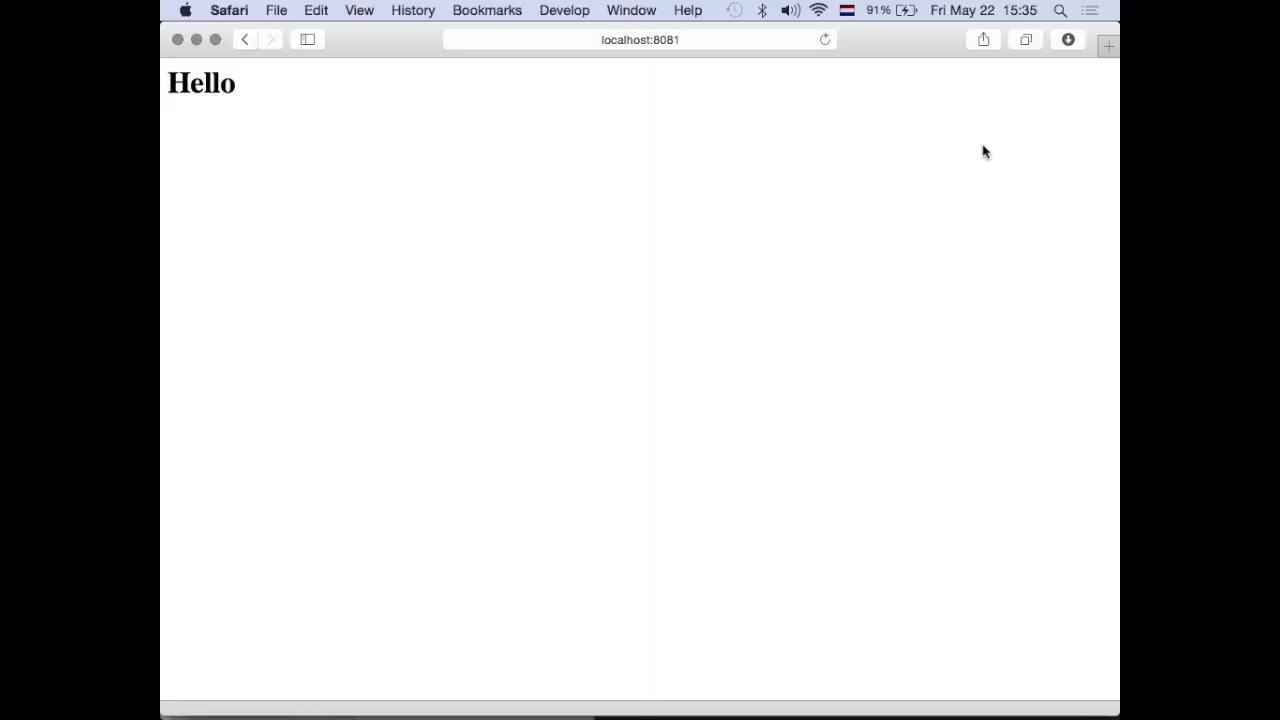 Safari File Edit View History Bookmarks Develop Window Help 91% Fri May 22 15:35
localhost:8081
Hello